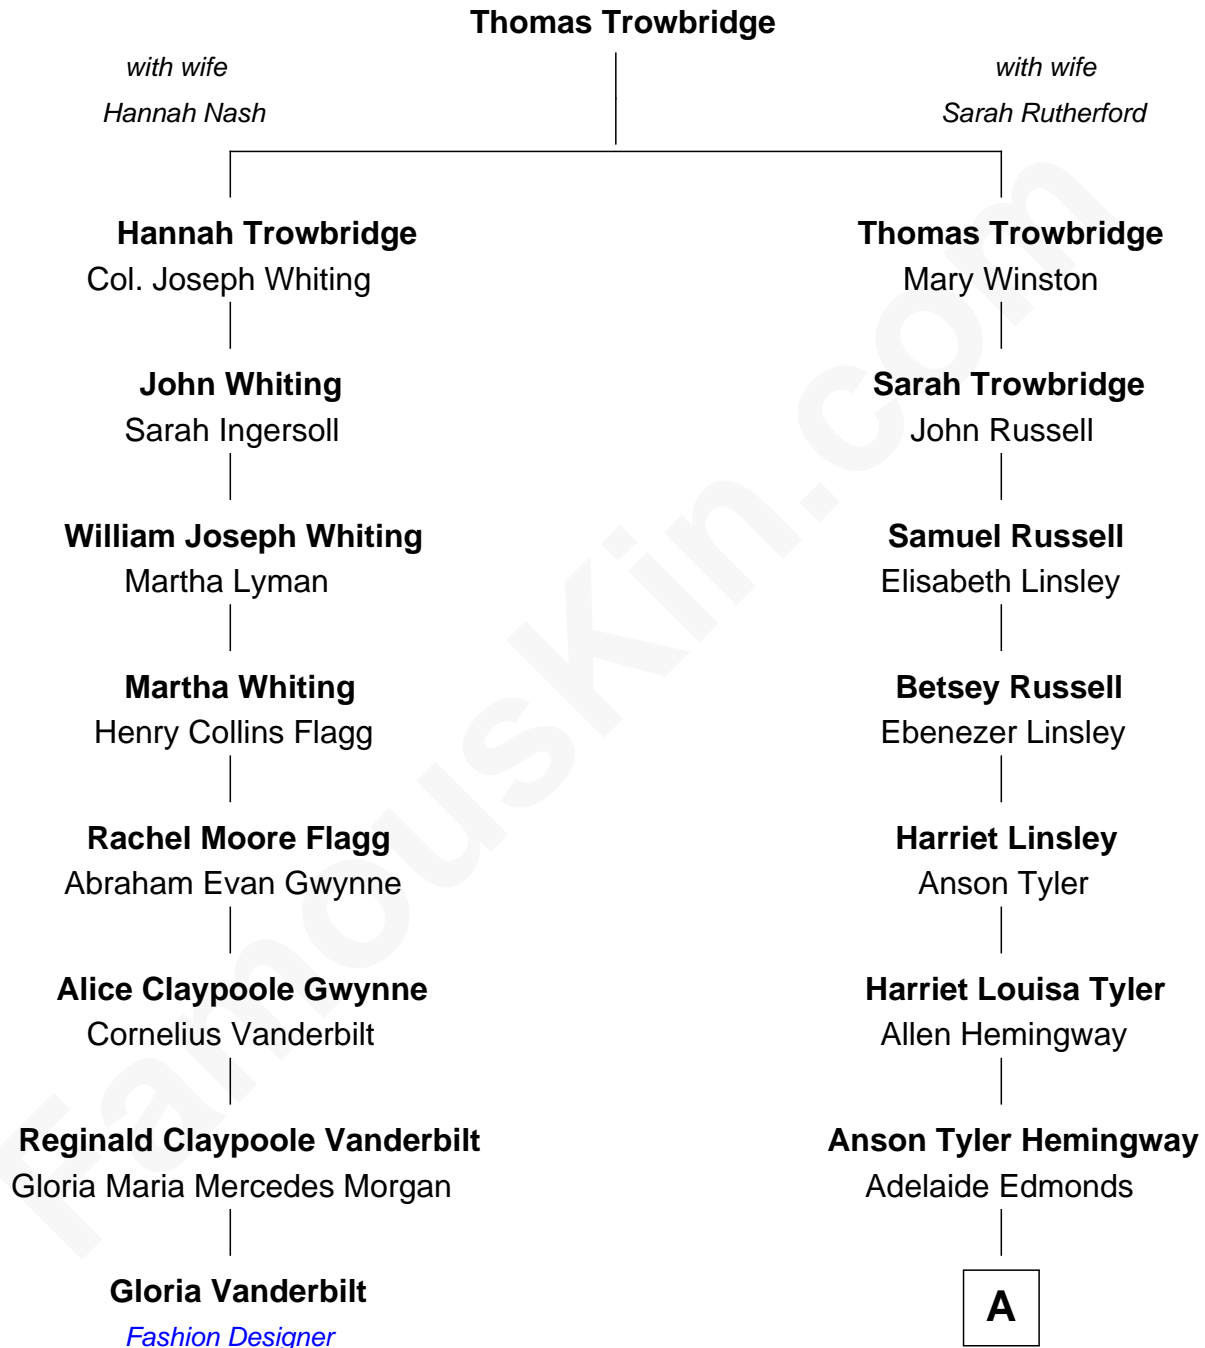 Thomas Trowbridge
with wife
Hannah Nash
with wife
Sarah Rutherford
Hannah Trowbridge
Col. Joseph Whiting
Thomas Trowbridge
Mary Winston
John Whiting
Sarah Ingersoll
Sarah Trowbridge
John Russell
William Joseph Whiting
Martha Lyman
Samuel Russell
Elisabeth Linsley
Martha Whiting
Henry Collins Flagg
Betsey Russell
Ebenezer Linsley
Rachel Moore Flagg
Abraham Evan Gwynne
Harriet Linsley
Anson Tyler
Alice Claypoole Gwynne
Cornelius Vanderbilt
Harriet Louisa Tyler
Allen Hemingway
Reginald Claypoole Vanderbilt
Gloria Maria Mercedes Morgan
Anson Tyler Hemingway
Adelaide Edmonds
Gloria Vanderbilt
Fashion Designer
A
FamousKin.com